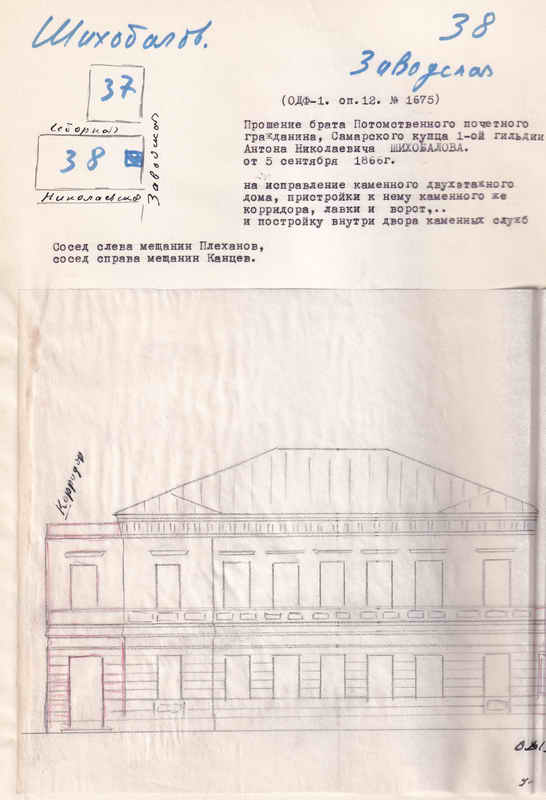 Шихобалов.
38
Заводская
37
Соборная
38
Николаевская
Заводская
(ОДФ-1. оп.12. № 1675)
Прошение брата Потомственного почетного
гражданина, Самарского купца 1-ой гильдии
Антона Николаевича ШИХОБАЛОВА.
от 5 сентября 1866г.
на исправление каменного двухэтажного
дома, пристройки к нему каменного же
корридора, лавки и ворот,..
и постройку внутри двора каменных служб
Сосед слева мещанин Плеханов,
сосед справа мещанин Канцев.
Корридор